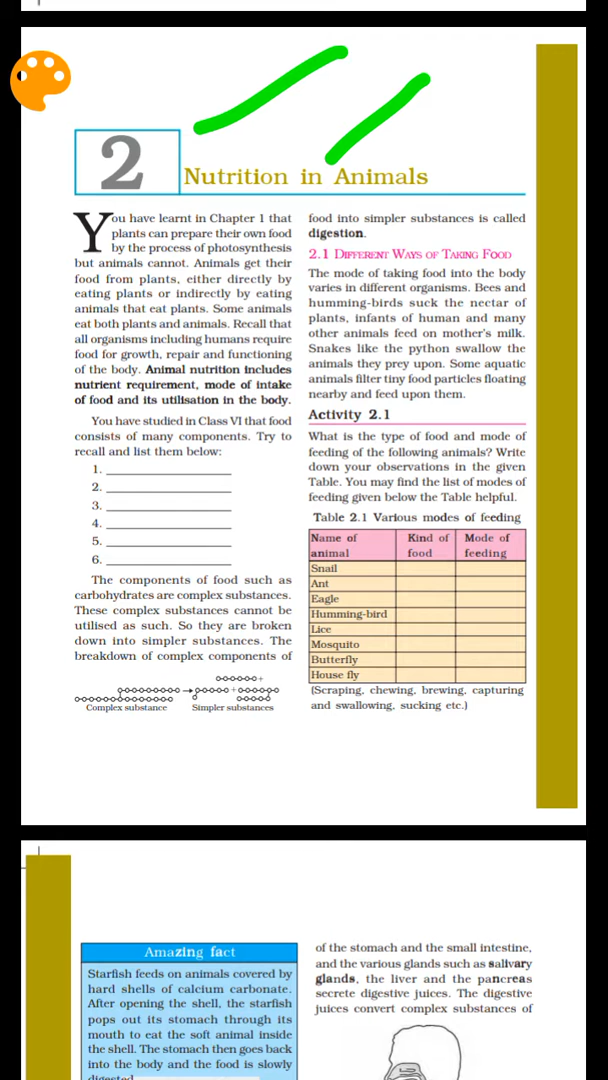 2
Nutrition in Animals
You have learnt in Chapter 1 that
plants can prepare their own food
by the process of photosynthesis
but animals cannot. Animals get their
food from plants, either directly by
eating plants or indirectly by eating
animals that eat plants. Some animals
eat both plants and animals. Recall that
all organisms including humans require
food for growth, repair and functioning
of the body. Animal nutrition includes
nutrient requirement, mode of intake
of food and its utilisation in the body.
You have studied in Class VI that food
consists of many components. Try to
recall and list them below:
1.
2.
3.
4.
5.
6.
The components of food such as
carbohydrates are complex substances.
These complex substances cannot be
utilised as such. So they are broken
down into simpler substances. The
breakdown of complex components of
+
+
Complex substance Simpler substances
food into simpler substances is called
digestion.
2.1 DIFFERENT WAYS OF TAKING FOOD
The mode of taking food into the body
varies in different organisms. Bees and
humming-birds suck the nectar of
plants, infants of human and many
other animals feed on mother's milk.
Snakes like the python swallow the
animals they prey upon. Some aquatic
animals filter tiny food particles floating
nearby and feed upon them.
Activity 2.1
What is the type of food and mode of
feeding of the following animals? Write
down your observations in the given
Table. You may find the list of modes of
feeding given below the Table helpful.
Table 2.1 Various modes of feeding
Name of Kind of Mode of
animal food feeding
Snail
Ant
Eagle
Humming-bird
Lice
Mosquito
Butterfly
House fly
(Scraping, chewing, brewing, capturing
and swallowing, sucking etc.)
Amazing fact
Starfish feeds on animals covered by
hard shells of calcium carbonate.
After opening the shell, the starfish
pops out its stomach through its
mouth to eat the soft animal inside
the shell. The stomach then goes back
into the body and the food is slowly
digested
of the stomach and the small intestine,
and the various glands such as salivary
glands, the liver and the pancreas
secrete digestive juices. The digestive
juices convert complex substances of